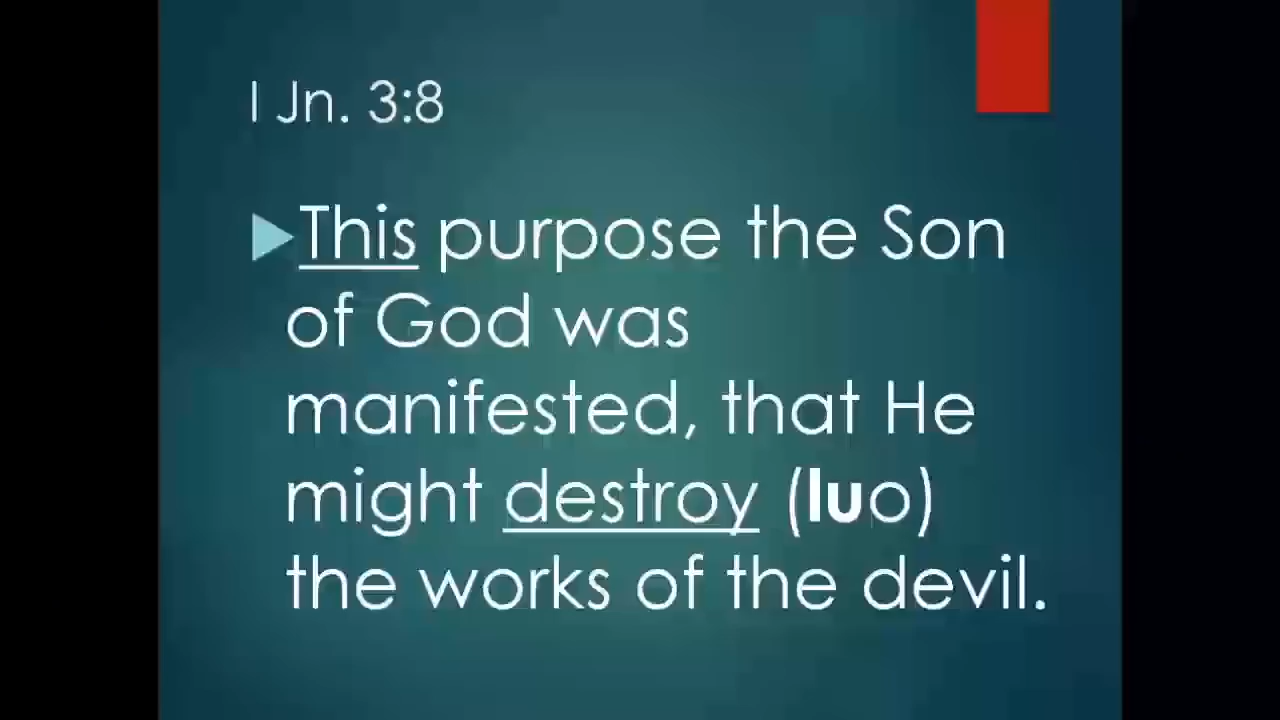 I Jn. 3:8
This purpose the Son
of God was
manifested, that He
might destroy (luo)
the works of the devil.